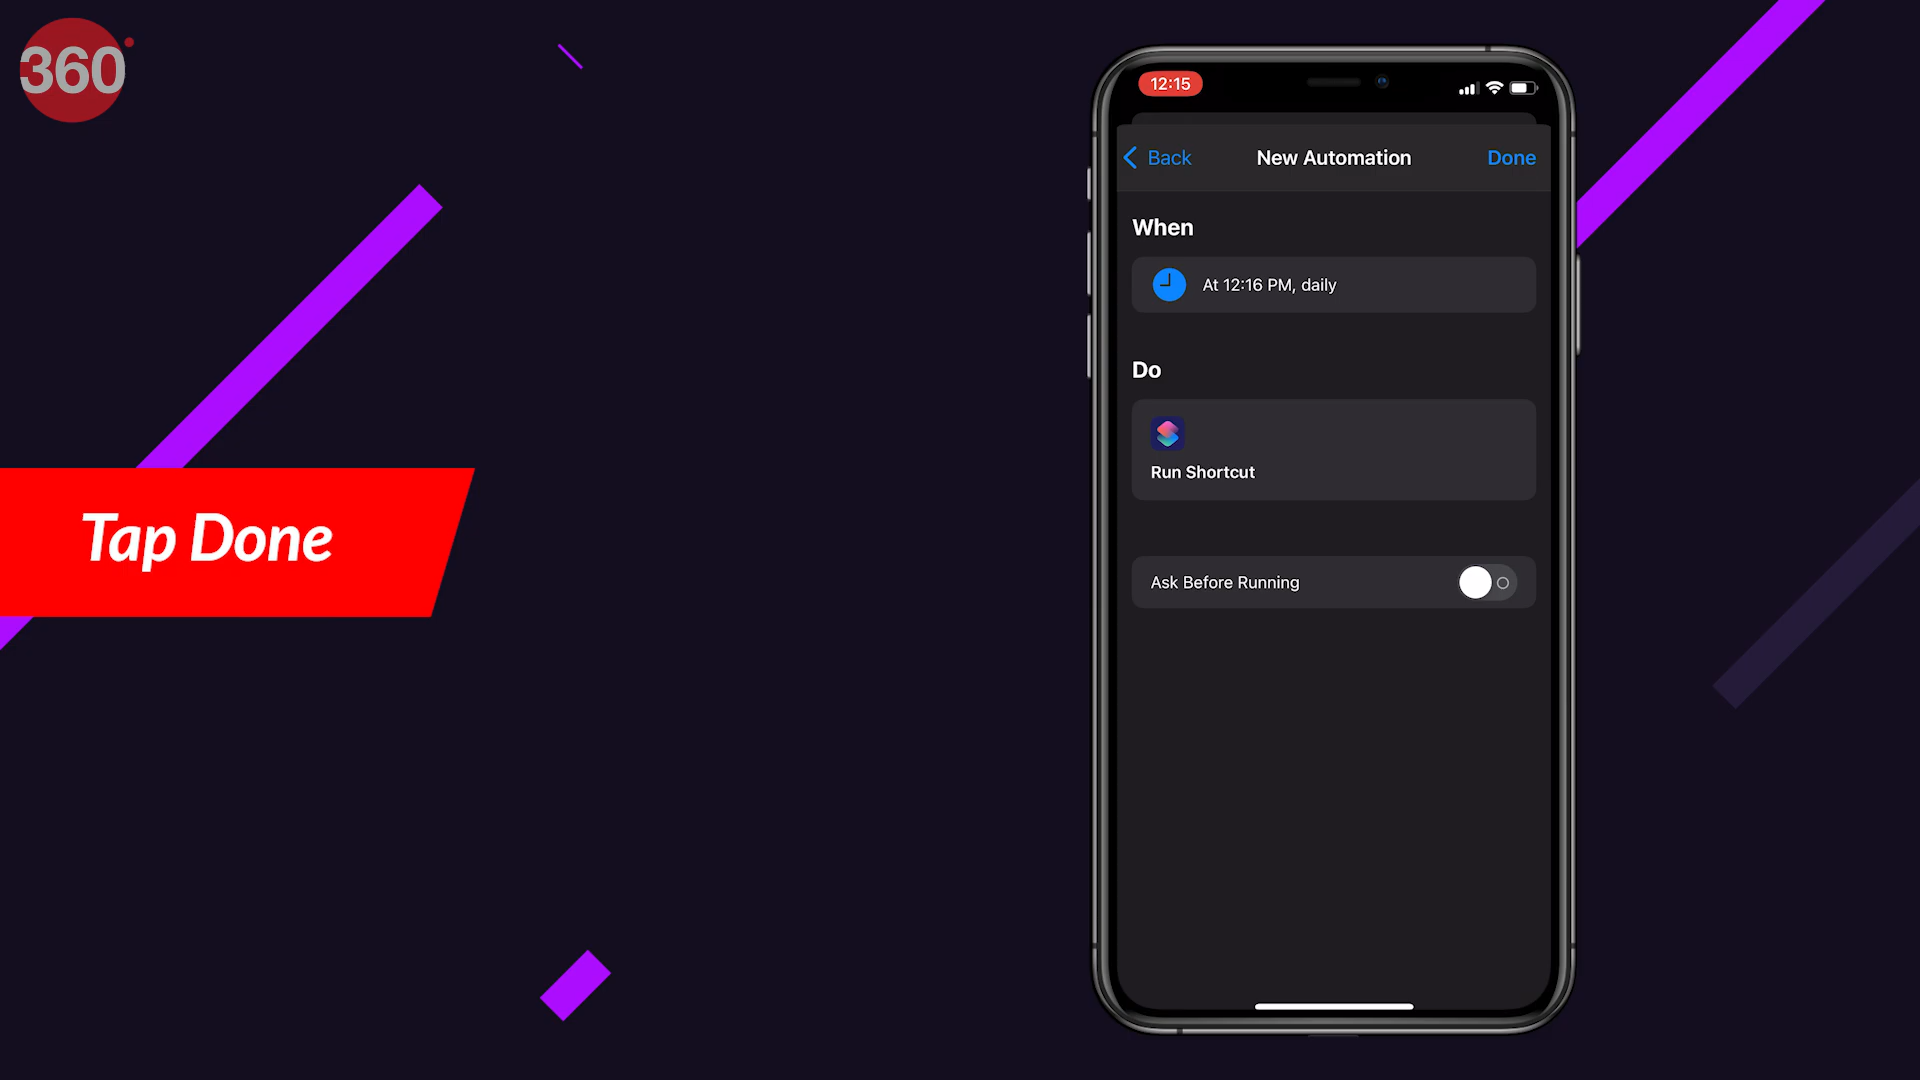 360
Tap Done
12:15
Back New Automation Done
When
At 12:16 PM, daily
Do
Run Shortcut
Ask Before Running